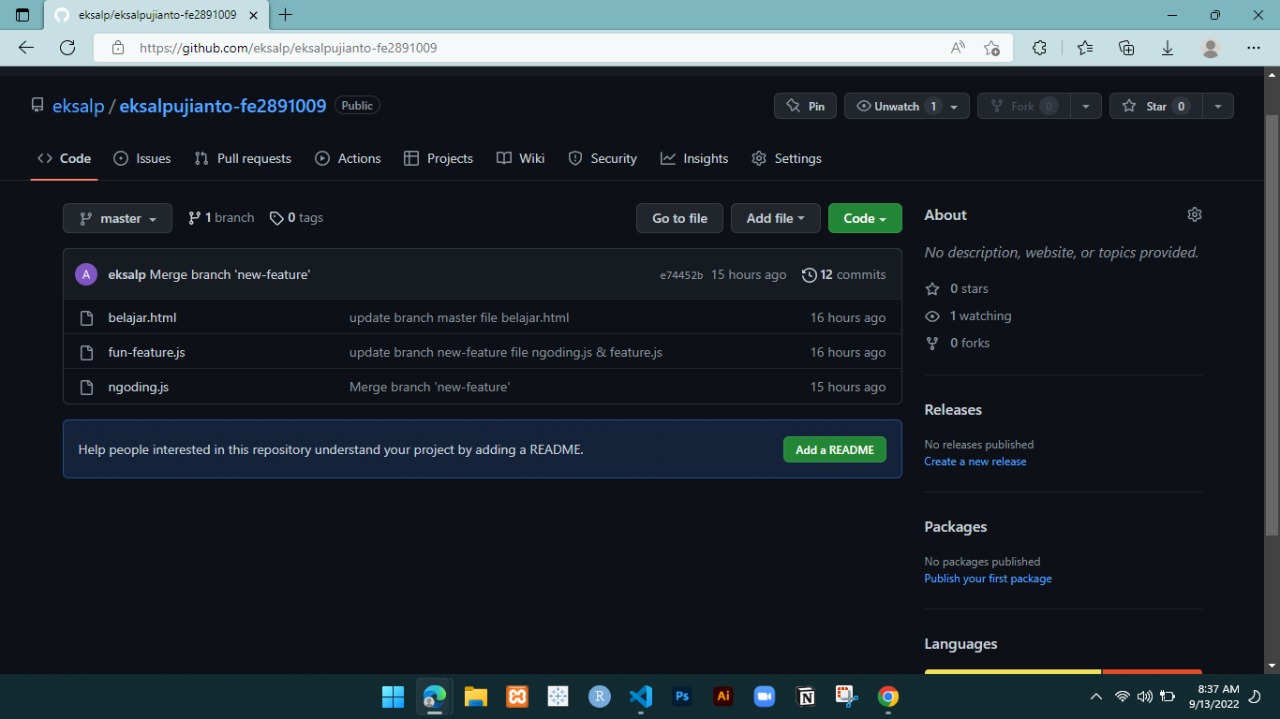 eksalp/eksalpujianto-fe2891009
https://github.com/eksalp/eksalpujianto-fe2891009
eksalp / eksalpujianto-fe2891009 Public
Pin Unwatch 1 Fork 0 Star 0
Code Issues Pull requests Actions Projects Wiki Security Insights Settings
master 1 branch 0 tags Go to file Add file Code
A eksalp Merge branch 'new-feature' e74452b 15 hours ago 12 commits
belajar.html update branch master file belajar.html 16 hours ago
fun-feature.js update branch new-feature file ngoding.js & feature.js 16 hours ago
ngoding.js Merge branch 'new-feature' 15 hours ago
Help people interested in this repository understand your project by adding a README. Add a README
About
No description, website, or topics provided.
0 stars
1 watching
0 forks
Releases
No releases published
Create a new release
Packages
No packages published
Publish your first package
Languages
R Ps Ai N
8:37 AM
9/13/2022